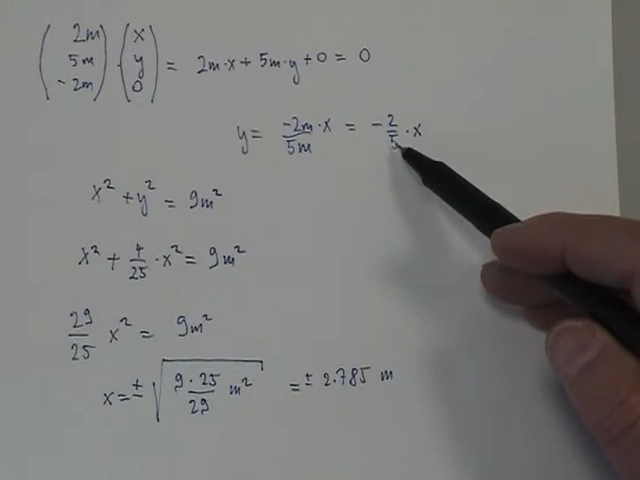 (2m 5m -2m) · (x y 0) = 2m·x + 5m·y + 0 = 0
y = -2m·x / 5m = -2/5 · x
x² + y² = 9m²
x² + 4/25 · x² = 9m²
29/25 x² = 9m²
x = ± √(9·25/29 m²) = ± 2.785 m